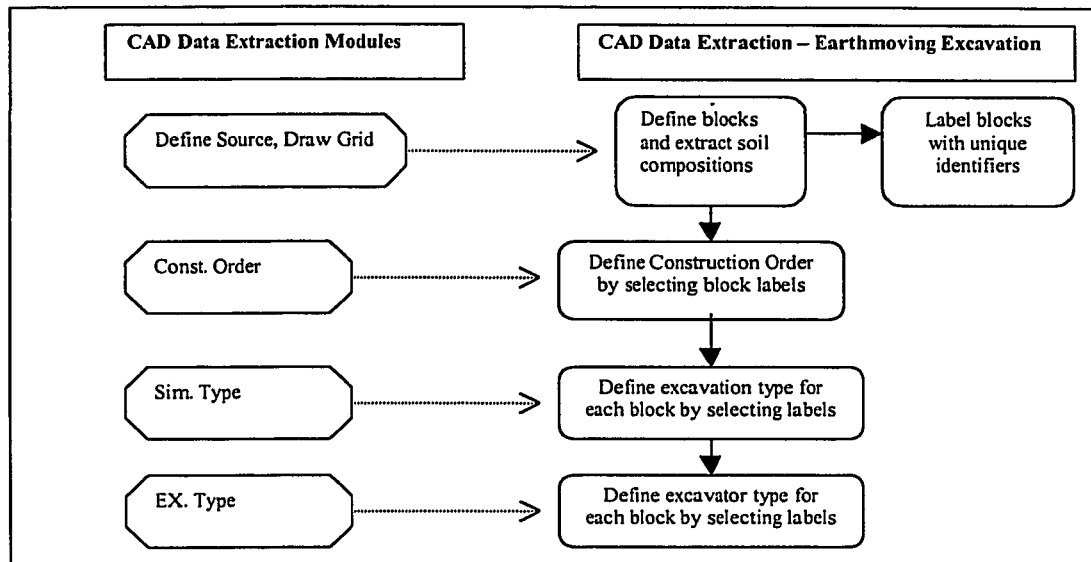 CAD Data Extraction Modules
CAD Data Extraction – Earthmoving Excavation
Define Source, Draw Grid
Define blocks
and extract soil
compositions
Label blocks
with unique
identifiers
Const. Order
Define Construction Order
by selecting block labels
Sim. Type
Define excavation type for
each block by selecting labels
EX. Type
Define excavator type for
each block by selecting labels